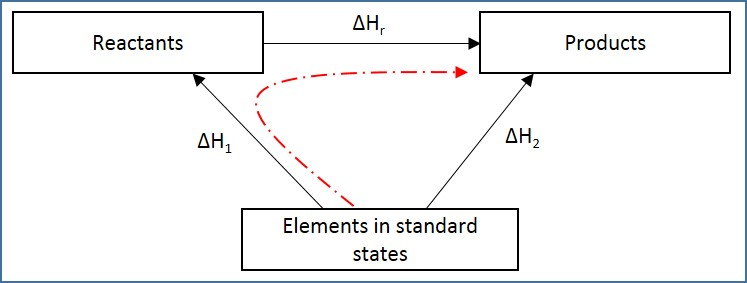 ΔHr
Reactants
Products
ΔH1
ΔH2
Elements in standard
states